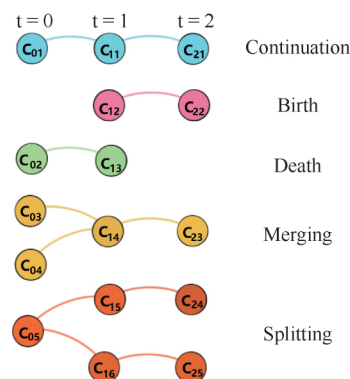 t = 0 t = 1 t = 2
C01 C11 C21 Continuation
C12 C22 Birth
C02 C13 Death
C03
C14 C23 Merging
C04
C15 C24
C05 Splitting
C16 C25